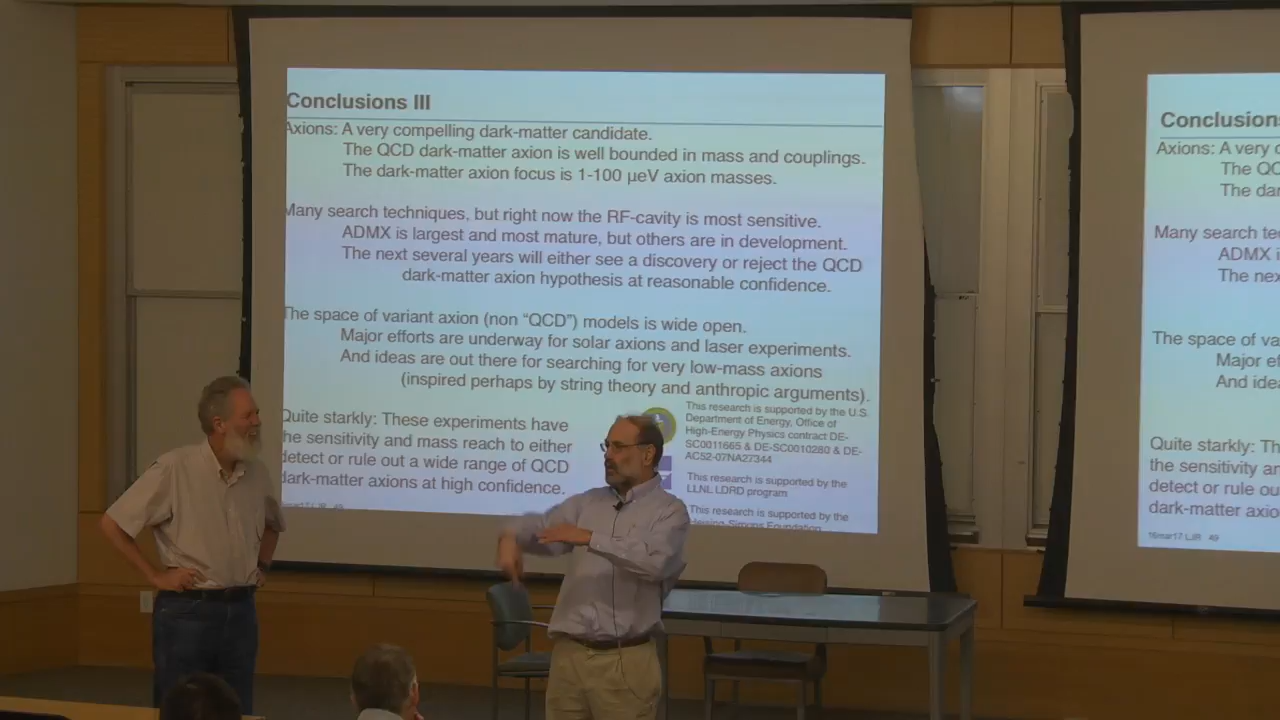 Conclusions III
Axions: A very compelling dark-matter candidate.
The QCD dark-matter axion is well bounded in mass and couplings.
The dark-matter axion focus is 1-100 µeV axion masses.
Many search techniques, but right now the RF-cavity is most sensitive.
ADMX is largest and most mature, but others are in development.
The next several years will either see a discovery or reject the QCD
dark-matter axion hypothesis at reasonable confidence.
The space of variant axion (non “QCD”) models is wide open.
Major efforts are underway for solar axions and laser experiments.
And ideas are out there for searching for very low-mass axions
(inspired perhaps by string theory and anthropic arguments).
Quite starkly: These experiments have
the sensitivity and mass reach to either
detect or rule out a wide range of QCD
dark-matter axions at high confidence.
This research is supported by the U.S.
Department of Energy, Office of
High-Energy Physics contract DE-
SC0011665 & DE-SC0010280 & DE-
AC52-07NA27344
This research is supported by the
LLNL LDRD program
This research is supported by the
Heising-Simons Foundation
Conclusions
Axions: A very c
The QC
The dar
Many search te
ADMX i
The nex
The space of va
Major ef
And idea
Quite starkly: Th
the sensitivity an
detect or rule ou
dark-matter axio
16mar17 LJR 49